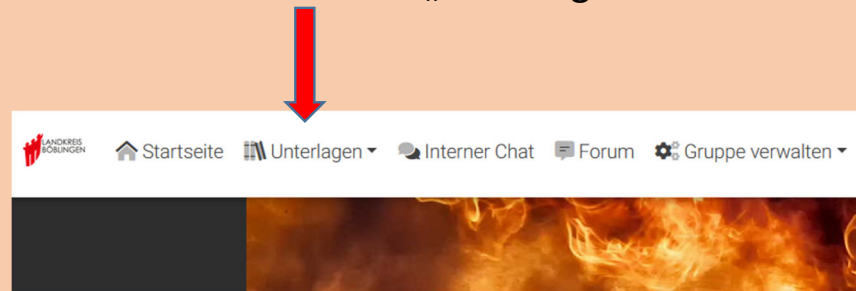 LANDKREIS
BÖBLINGEN
Startseite Unterlagen Interner Chat Forum Gruppe verwalten